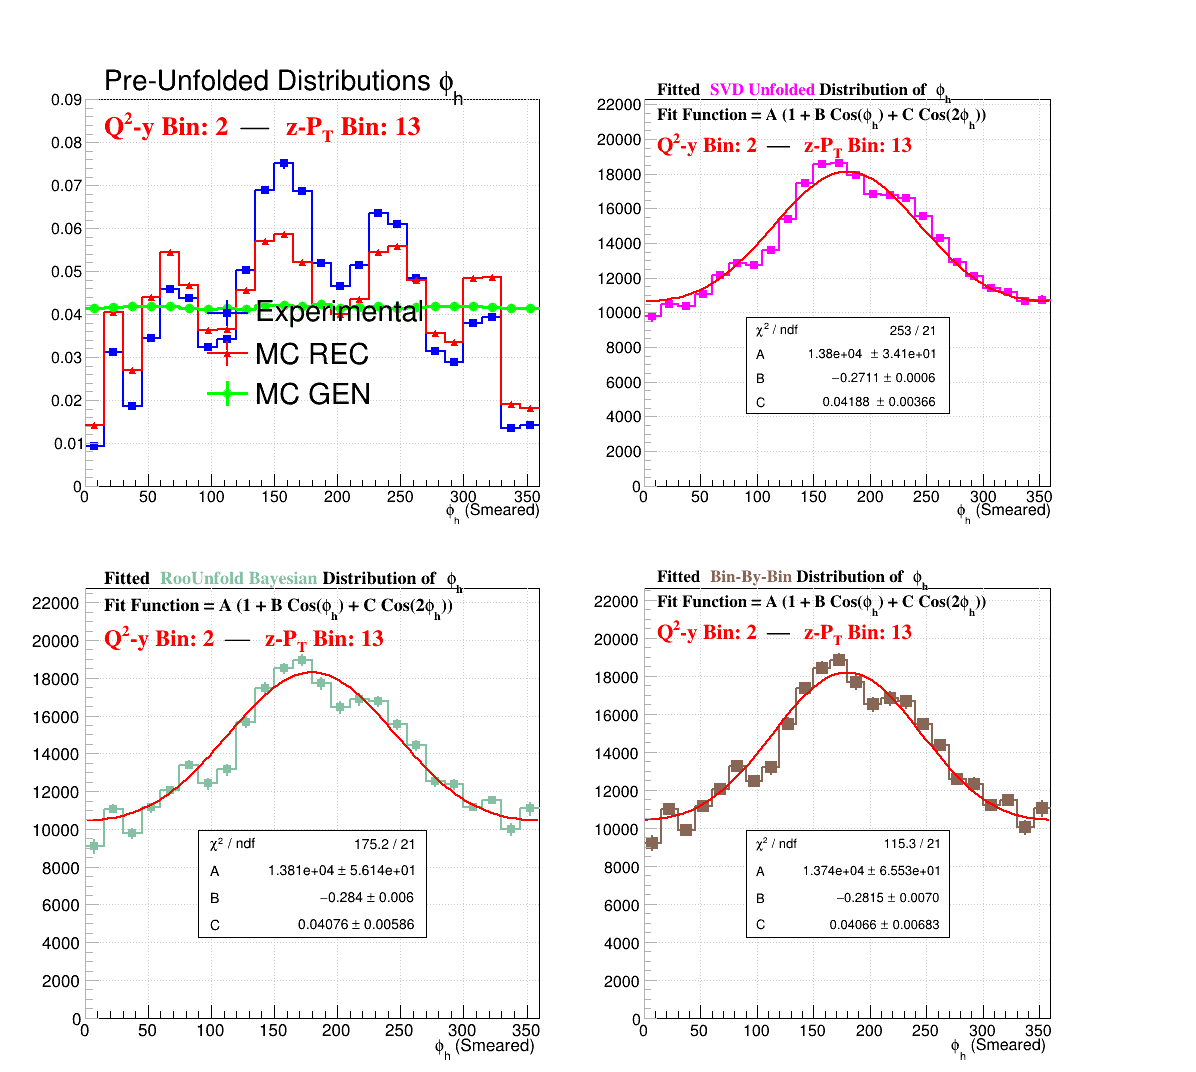 Pre-Unfolded Distributions ϕh
Q²-y Bin: 2 — z-PT Bin: 13
0.09
0.08
0.07
0.06
0.05
0.04
0.03
0.02
0.01
0
Experimental
MC REC
MC GEN
0 50 100 150 200 250 300 350
ϕh (Smeared)
Fitted SVD Unfolded Distribution of ϕh
Fit Function = A (1 + B Cos(ϕh) + C Cos(2ϕh))
Q²-y Bin: 2 — z-PT Bin: 13
22000
20000
18000
16000
14000
12000
10000
8000
6000
4000
2000
0
χ² / ndf 253 / 21
A 1.38e+04 ± 3.41e+01
B −0.2711 ± 0.0006
C 0.04188 ± 0.00366
0 50 100 150 200 250 300 350
ϕh (Smeared)
Fitted RooUnfold Bayesian Distribution of ϕh
Fit Function = A (1 + B Cos(ϕh) + C Cos(2ϕh))
Q²-y Bin: 2 — z-PT Bin: 13
22000
20000
18000
16000
14000
12000
10000
8000
6000
4000
2000
0
χ² / ndf 175.2 / 21
A 1.381e+04 ± 5.614e+01
B −0.284 ± 0.006
C 0.04076 ± 0.00586
0 50 100 150 200 250 300 350
ϕh (Smeared)
Fitted Bin-By-Bin Distribution of ϕh
Fit Function = A (1 + B Cos(ϕh) + C Cos(2ϕh))
Q²-y Bin: 2 — z-PT Bin: 13
22000
20000
18000
16000
14000
12000
10000
8000
6000
4000
2000
0
χ² / ndf 115.3 / 21
A 1.374e+04 ± 6.553e+01
B −0.2815 ± 0.0070
C 0.04066 ± 0.00683
0 50 100 150 200 250 300 350
ϕh (Smeared)